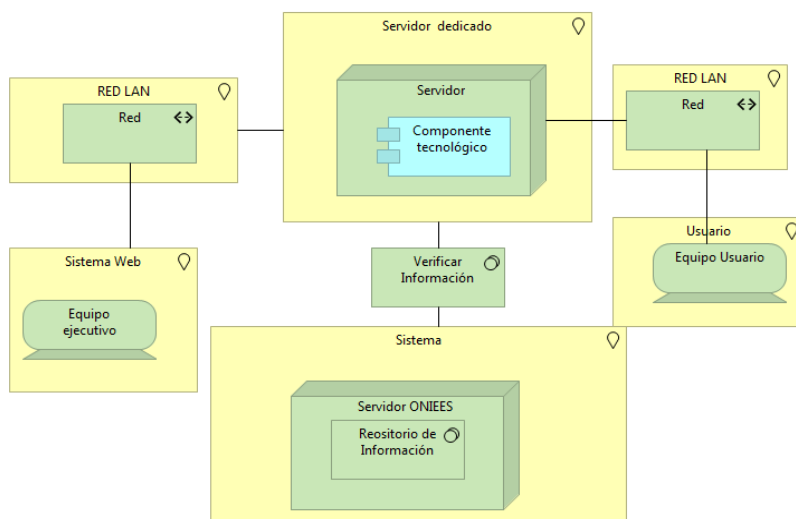 Servidor dedicado
RED LAN
Red
Servidor
Componente
tecnológico
RED LAN
Red
Sistema Web
Equipo
ejecutivo
Verificar
Información
Usuario
Equipo Usuario
Sistema
Servidor ONIEES
Reositorio de
Información